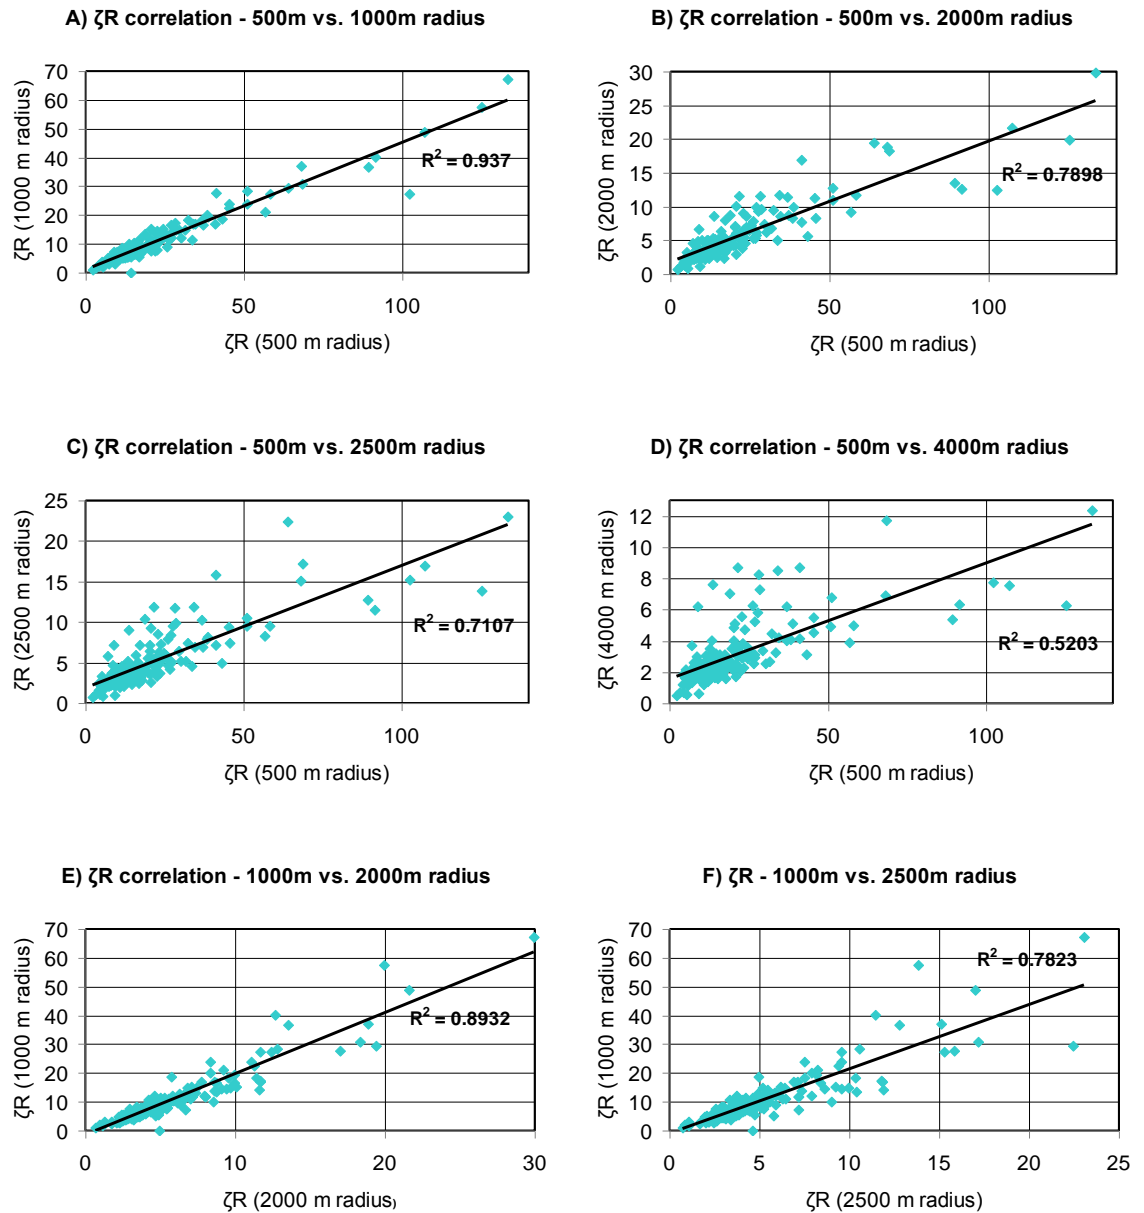 A) ζR correlation - 500m vs. 1000m radius
ζR (1000 m radius)
70
60
50
40
30
20
10
0
R² = 0.937
0 50 100
ζR (500 m radius)
B) ζR correlation - 500m vs. 2000m radius
ζR (2000 m radius)
30
25
20
15
10
5
0
R² = 0.7898
0 50 100
ζR (500 m radius)
C) ζR correlation - 500m vs. 2500m radius
ζR (2500 m radius)
25
20
15
10
5
0
R² = 0.7107
0 50 100
ζR (500 m radius)
D) ζR correlation - 500m vs. 4000m radius
ζR (4000 m radius)
12
10
8
6
4
2
0
R² = 0.5203
0 50 100
ζR (500 m radius)
E) ζR correlation - 1000m vs. 2000m radius
ζR (1000 m radius)
70
60
50
40
30
20
10
0
R² = 0.8932
0 10 20 30
ζR (2000 m radius)
F) ζR - 1000m vs. 2500m radius
ζR (1000 m radius)
70
60
50
40
30
20
10
0
R² = 0.7823
0 5 10 15 20 25
ζR (2500 m radius)